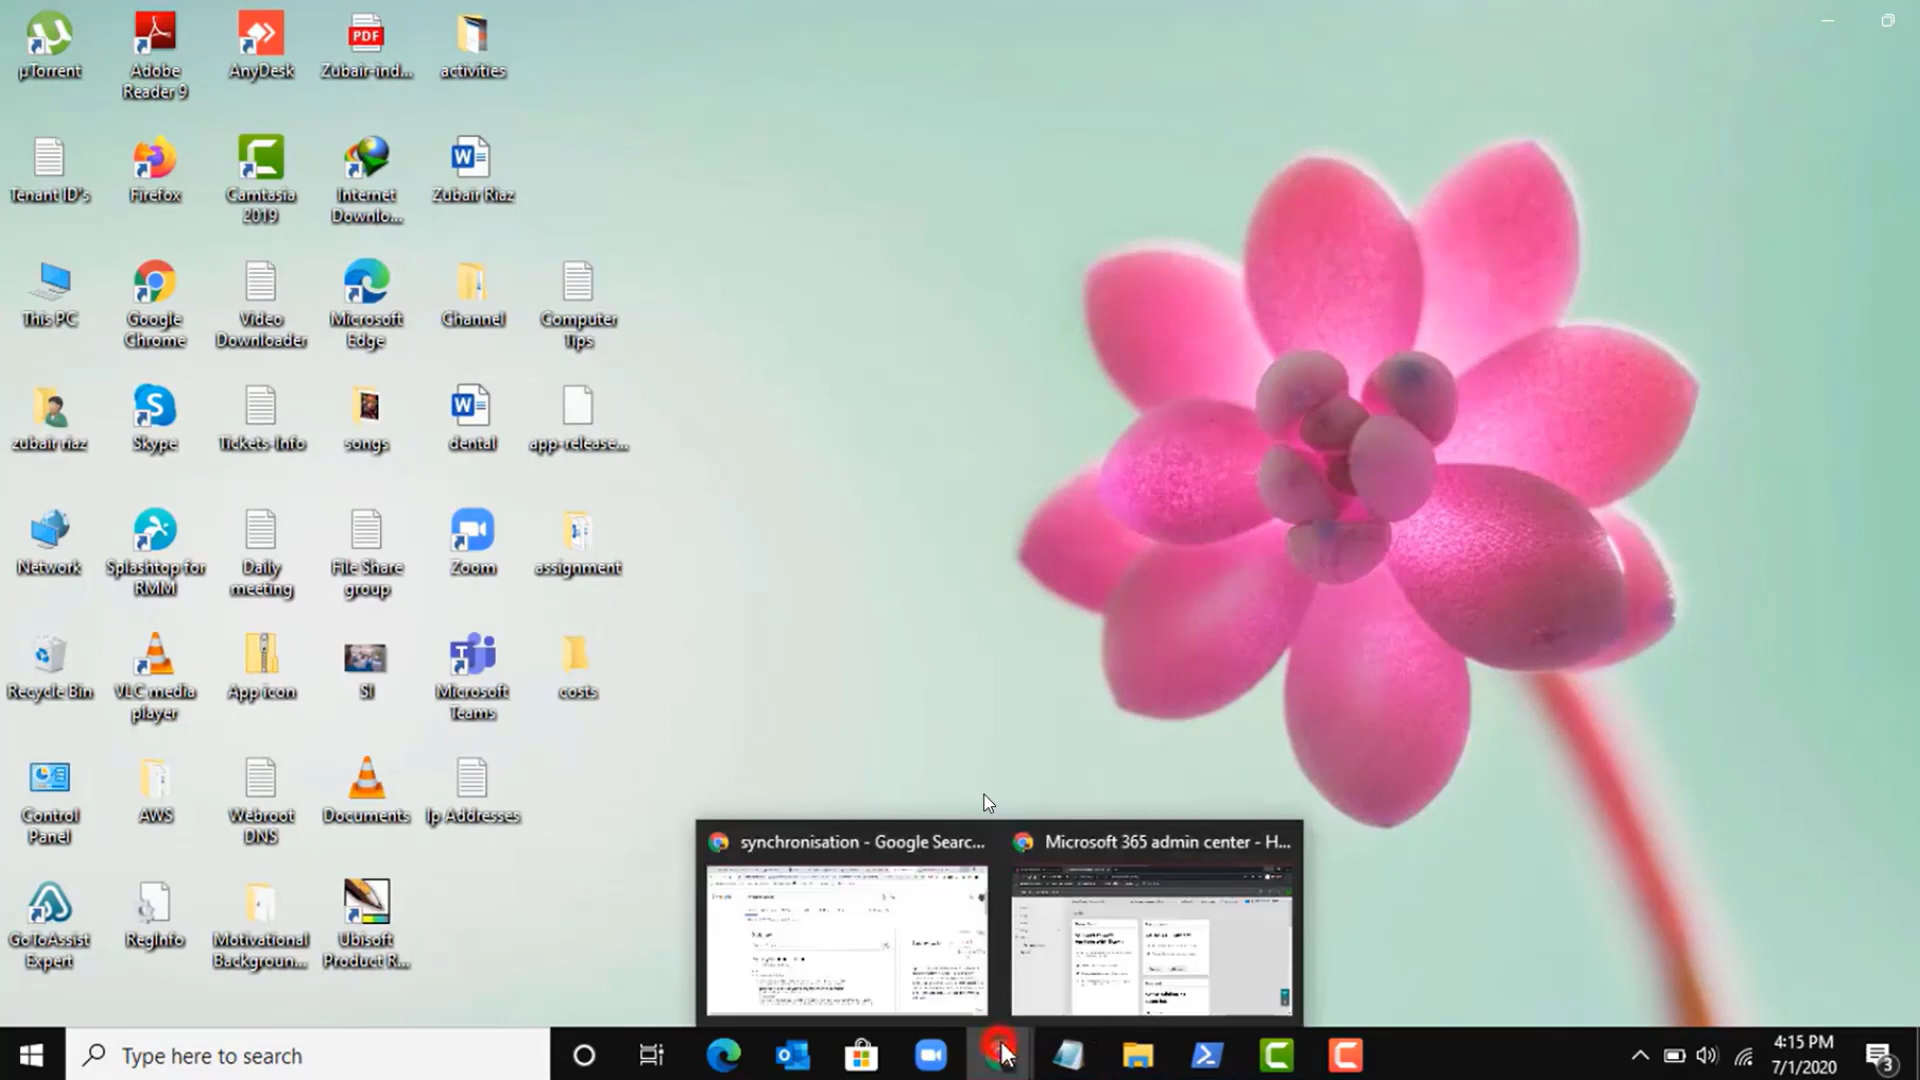 µTorrent
Adobe
Reader 9
AnyDesk
PDF
Zubair-ind...
activities
Tenant ID's
Firefox
Camtasia
2019
Internet
Downlo...
Zubair Riaz
This PC
Google
Chrome
Video
Downloader
Microsoft
Edge
Channel
Computer
Tips
zubair riaz
Skype
Tickets-Info
songs
dental
app-release...
Network
Splashtop for
RMM
Daily
meeting
File Share
group
Zoom
assignment
Recycle Bin
VLC media
player
App icon
SI
Microsoft
Teams
costs
Control
Panel
AWS
Webroot
DNS
Documents
Ip Addresses
GoToAssist
Expert
RegInfo
Motivational
Backgroun...
Ubisoft
Product R...
synchronisation - Google Searc...
Microsoft 365 admin center - H...
Type here to search
4:15 PM
7/1/2020
3